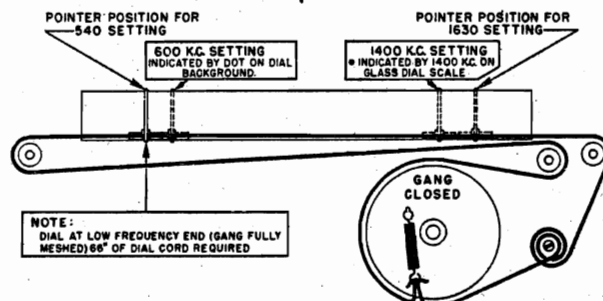 POINTER POSITION FOR
540 SETTING
POINTER POSITION FOR
1630 SETTING
600 K.C. SETTING
INDICATED BY DOT ON DIAL
BACKGROUND.
1400 K.C. SETTING
• INDICATED BY 1400 K.C. ON
GLASS DIAL SCALE
GANG
CLOSED
NOTE:
DIAL AT LOW FREQUENCY END (GANG FULLY
MESHED) 66" OF DIAL CORD REQUIRED